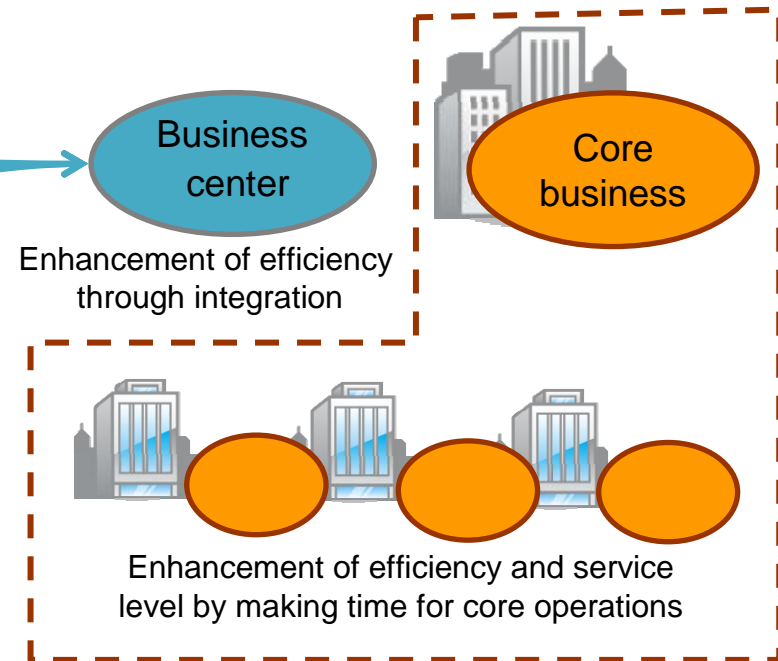 Business
center
Core
business
Enhancement of efficiency
through integration
Enhancement of efficiency and service
level by making time for core operations